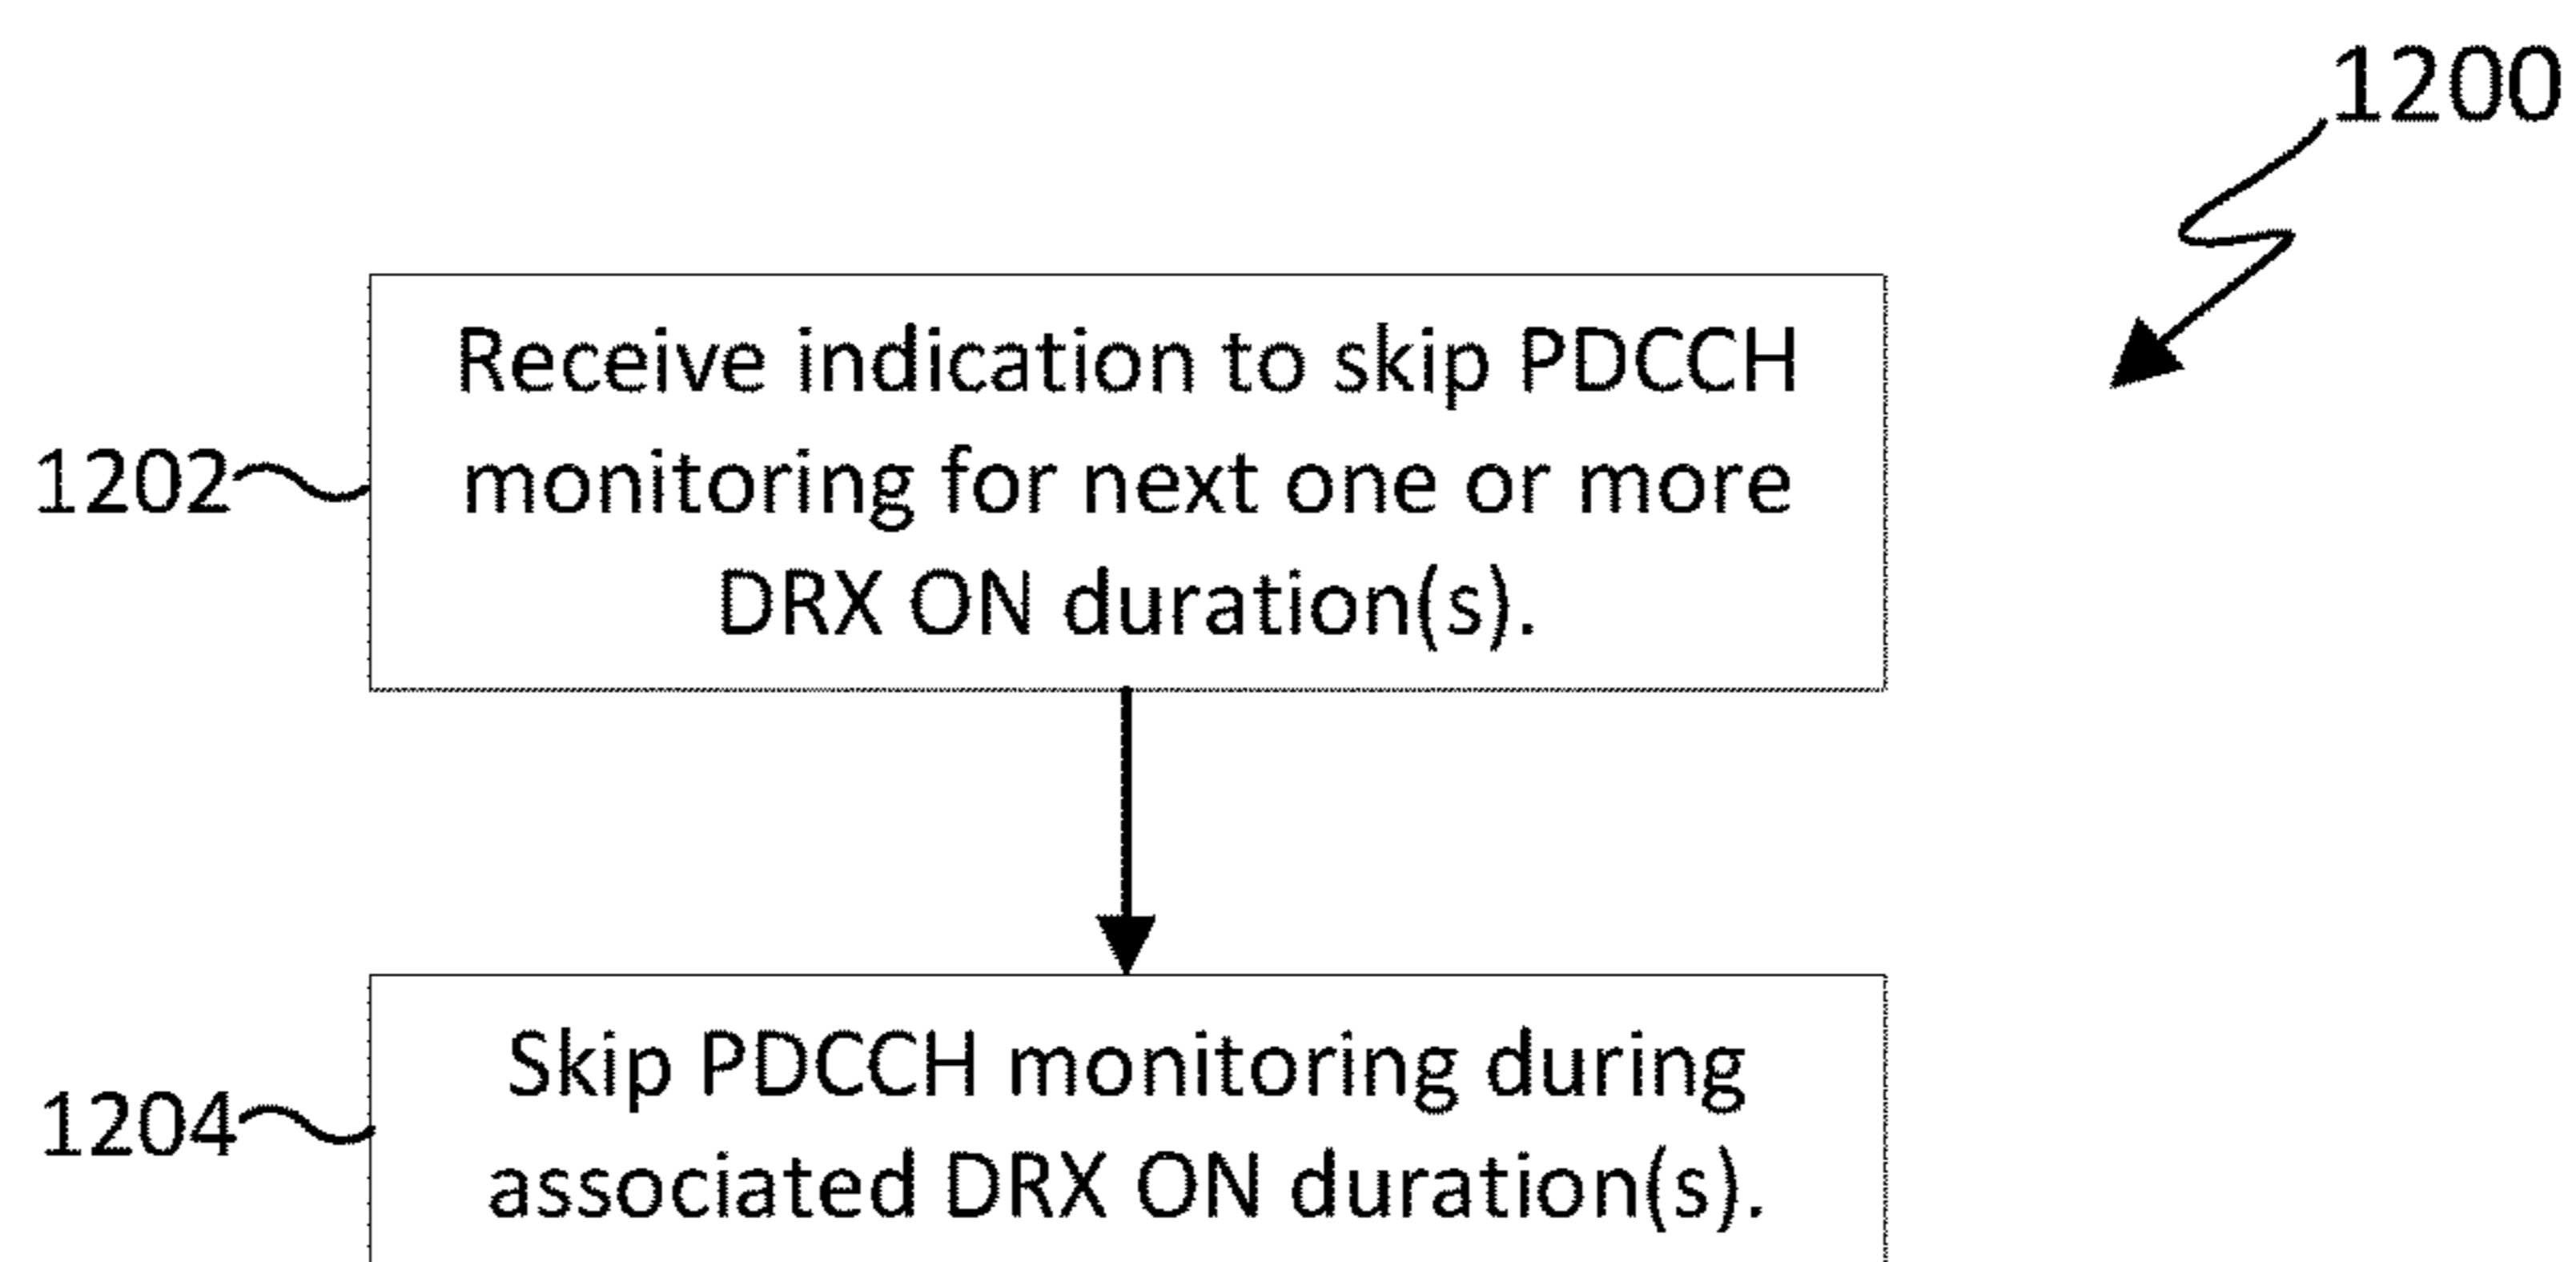 1200
Receive indication to skip PDCCH
1202 monitoring for next one or more
DRX ON duration(s).
Skip PDCCH monitoring during
1204
associated DRX ON duration(s).